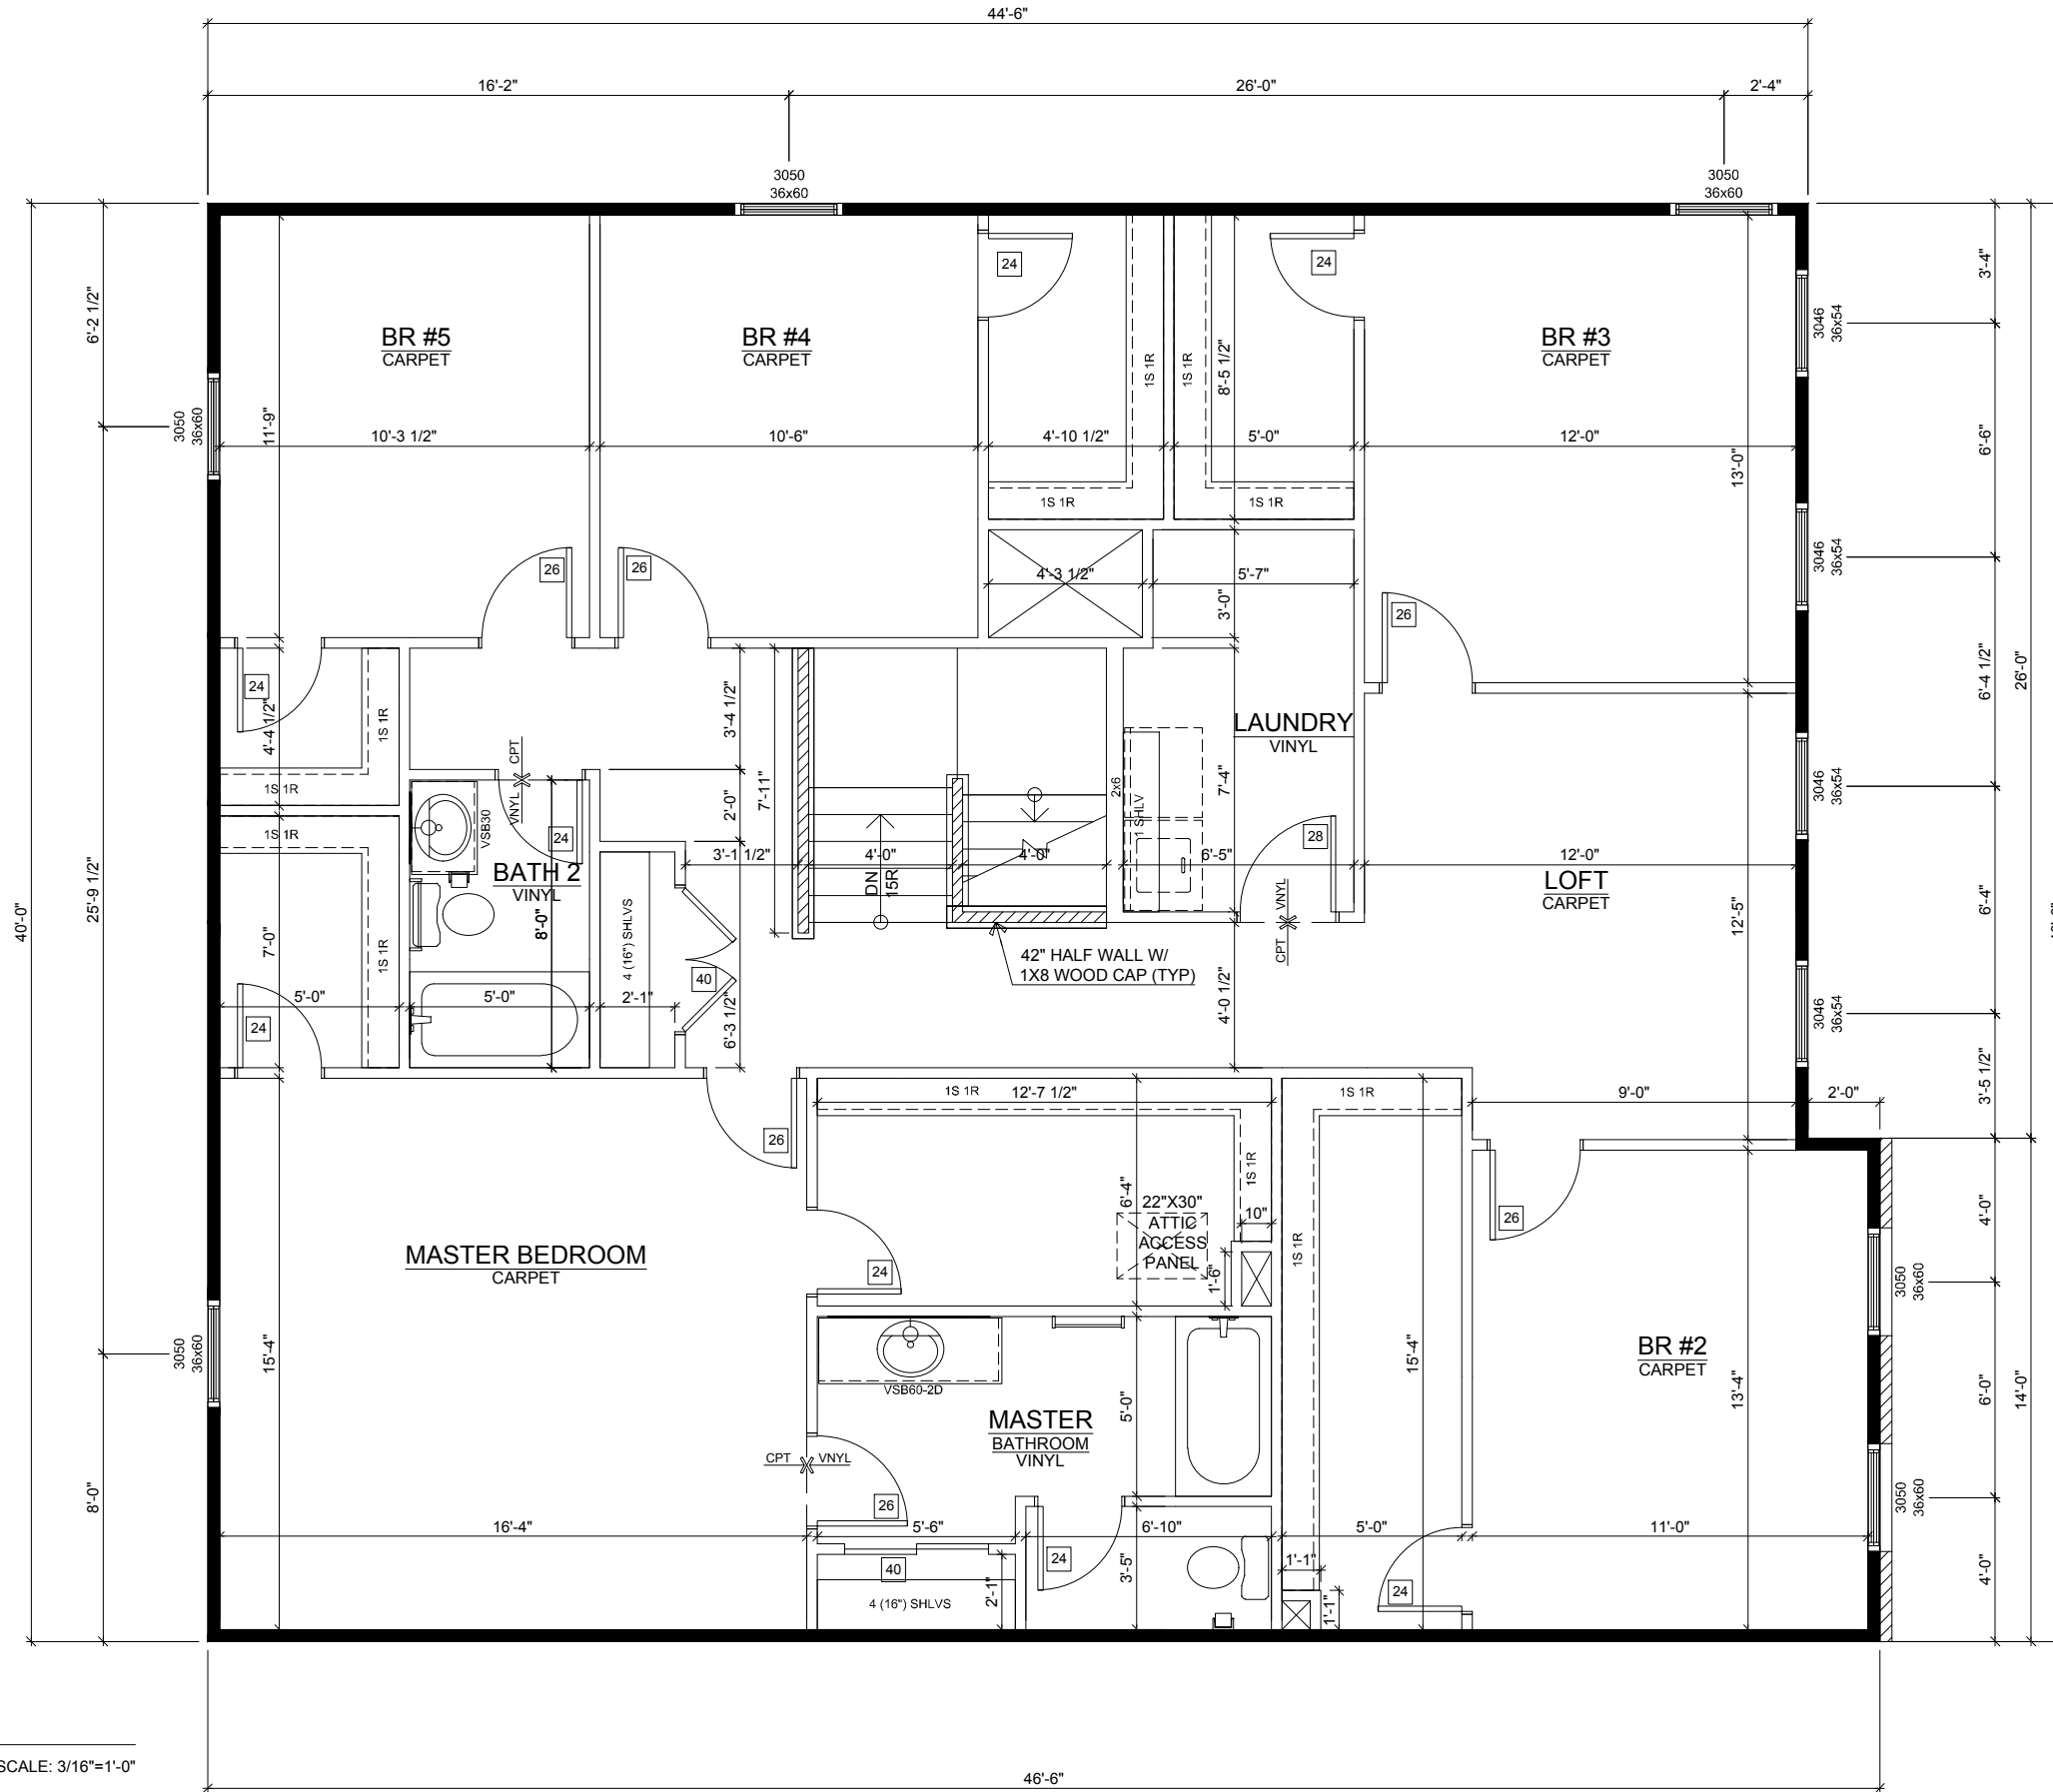 44'-6"
16'-2"
26'-0"
2'-4"
3050
36x60
3050
36x60
40'-0"
6'-2 1/2"
25'-9 1/2"
8'-0"
3050
36x60
3050
36x60
BR #5
CARPET
BR #4
CARPET
BR #3
CARPET
24
24
1S 1R
1S 1R
8'-5 1/2"
11'-9"
13'-0"
10'-3 1/2"
10'-6"
4'-10 1/2"
5'-0"
12'-0"
1S 1R
1S 1R
26
26
4'-3 1/2"
5'-7"
3'-0"
26
24
4'-4 1/2"
1S 1R
1S 1R
1S 1R
1S 1R
7'-0"
5'-0"
24
CPT
VNYL
VSB30
24
BATH 2
VINYL
8'-0"
5'-0"
2'-1"
4 (16") SHLVS
40
3'-4 1/2"
2'-0"
6'-3 1/2"
7'-11"
3'-1 1/2"
4'-0"
4'-0"
DN
15R
2x6
1 SHLV
LAUNDRY
VINYL
7'-4"
6'-5"
28
CPT
VNYL
42" HALF WALL W/
1X8 WOOD CAP (TYP)
4'-0 1/2"
12'-0"
LOFT
CARPET
12'-5"
9'-0"
2'-0"
3046
36x54
3046
36x54
3046
36x54
3046
36x54
3'-4"
6'-6"
6'-4 1/2"
6'-4"
3'-5 1/2"
26'-0"
4'-0"
6'-0"
4'-0"
14'-0"
3050
36x60
3050
36x60
26
1S 1R
12'-7 1/2"
1S 1R
1S 1R
1S 1R
6'-4"
22"X30"
ATTIC
ACCESS
PANEL
10"
1'-6"
24
MASTER BEDROOM
CARPET
15'-4"
16'-4"
VSB60-2D
MASTER
BATHROOM
VINYL
5'-0"
CPT
VNYL
26
5'-6"
6'-10"
40
4 (16") SHLVS
2'-1"
24
3'-5"
15'-4"
5'-0"
1'-1"
1'-1"
24
26
BR #2
CARPET
13'-4"
11'-0"
SCALE: 3/16"=1'-0"
46'-6"